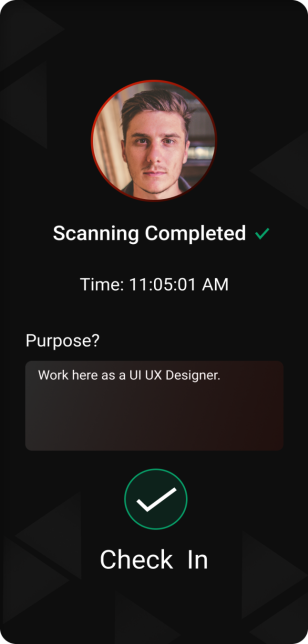 Scanning Completed
Time: 11:05:01 AM
Purpose?
Work here as a UI UX Designer.
Check In